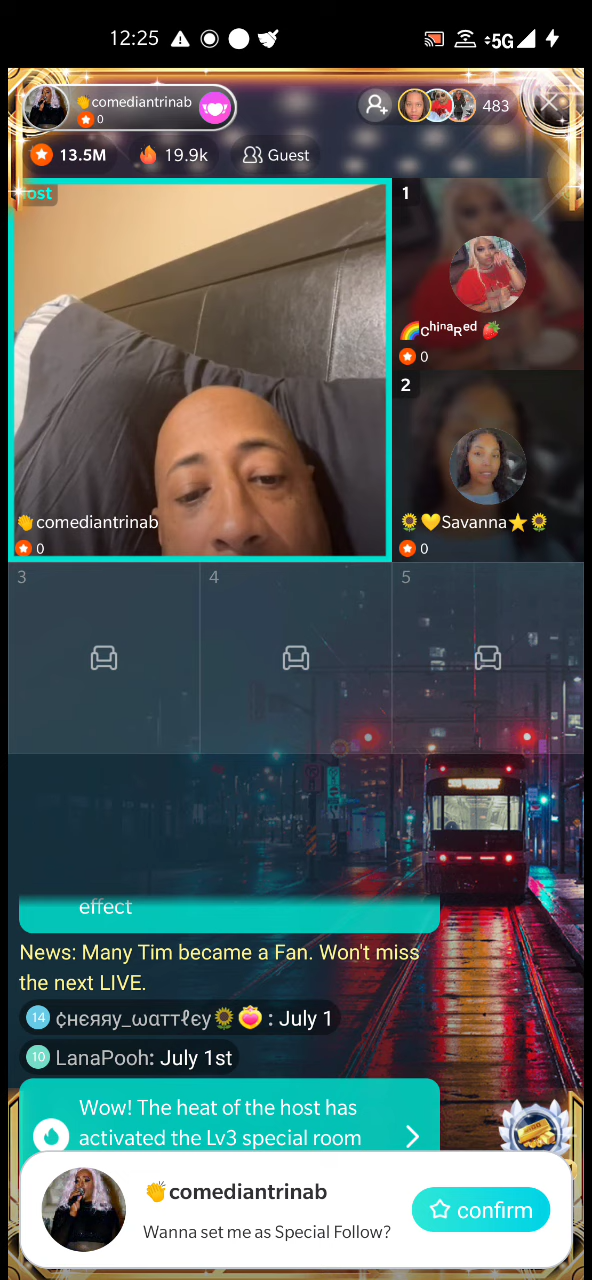 12:25
5G
👏comediantrinab
0
483
13.5M
19.9k
Guest
ost
1
🌈cʰⁱⁿᵃʀᵉᵈ 🍓
0
2
🌻💛Savanna⭐🌻
0
👏comediantrinab
0
3
4
5
effect
News: Many Tim became a Fan. Won't miss
the next LIVE.
14 ¢нєяяу_ωαттℓєу🌻🍑 : July 1
10 LanaPooh: July 1st
Wow! The heat of the host has
activated the Lv3 special room
👏comediantrinab
Wanna set me as Special Follow?
confirm